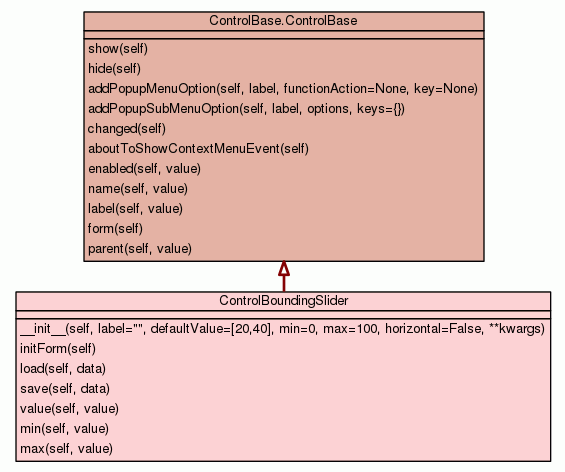 ControlBase.ControlBase
show(self)
hide(self)
addPopupMenuOption(self, label, functionAction=None, key=None)
addPopupSubMenuOption(self, label, options, keys={})
changed(self)
aboutToShowContextMenuEvent(self)
enabled(self, value)
name(self, value)
label(self, value)
form(self)
parent(self, value)
ControlBoundingSlider
__init__(self, label="", defaultValue=[20,40], min=0, max=100, horizontal=False, **kwargs)
initForm(self)
load(self, data)
save(self, data)
value(self, value)
min(self, value)
max(self, value)